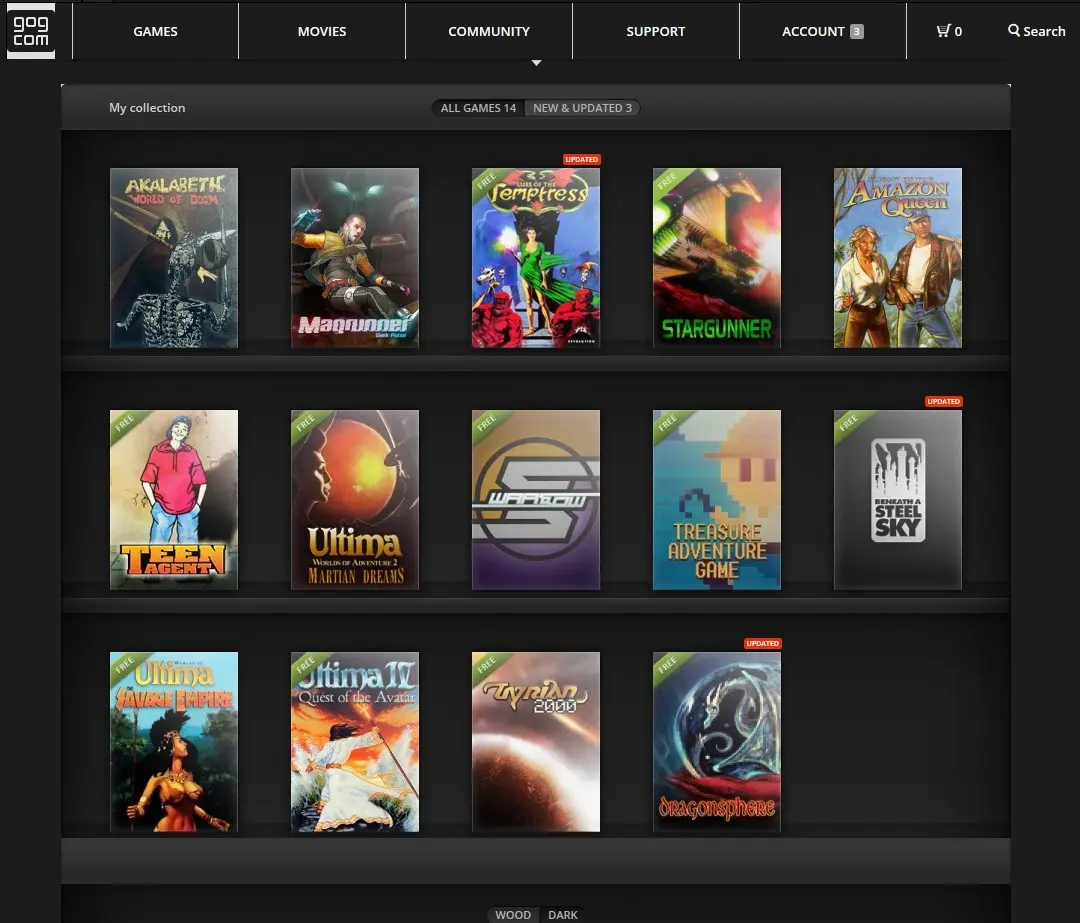 gog
com
GAMES
MOVIES
COMMUNITY
SUPPORT
ACCOUNT 3
0
Search
My collection
ALL GAMES 14
NEW & UPDATED 3
AKALABETH
WORLD OF DOOM
Magrunner
Dark Pulse
UPDATED
FREE
LURE OF THE
Temptress
REVOLUTION
FREE
STARGUNNER
AMAZON
Queen
FREE
TEEN
AGENT
FREE
Ultima
WORLDS OF ADVENTURE 2
MARTIAN DREAMS
FREE
WARSOW
FREE
TREASURE
ADVENTURE
GAME
UPDATED
FREE
BENEATH A
STEEL
SKY
FREE
WORLDS OF
Ultima
THE
SAVAGE EMPIRE
FREE
Ultima IV
Quest of the Avatar
FREE
TYRIAN
2000
UPDATED
FREE
DRAGONSPHERE
WOOD
DARK